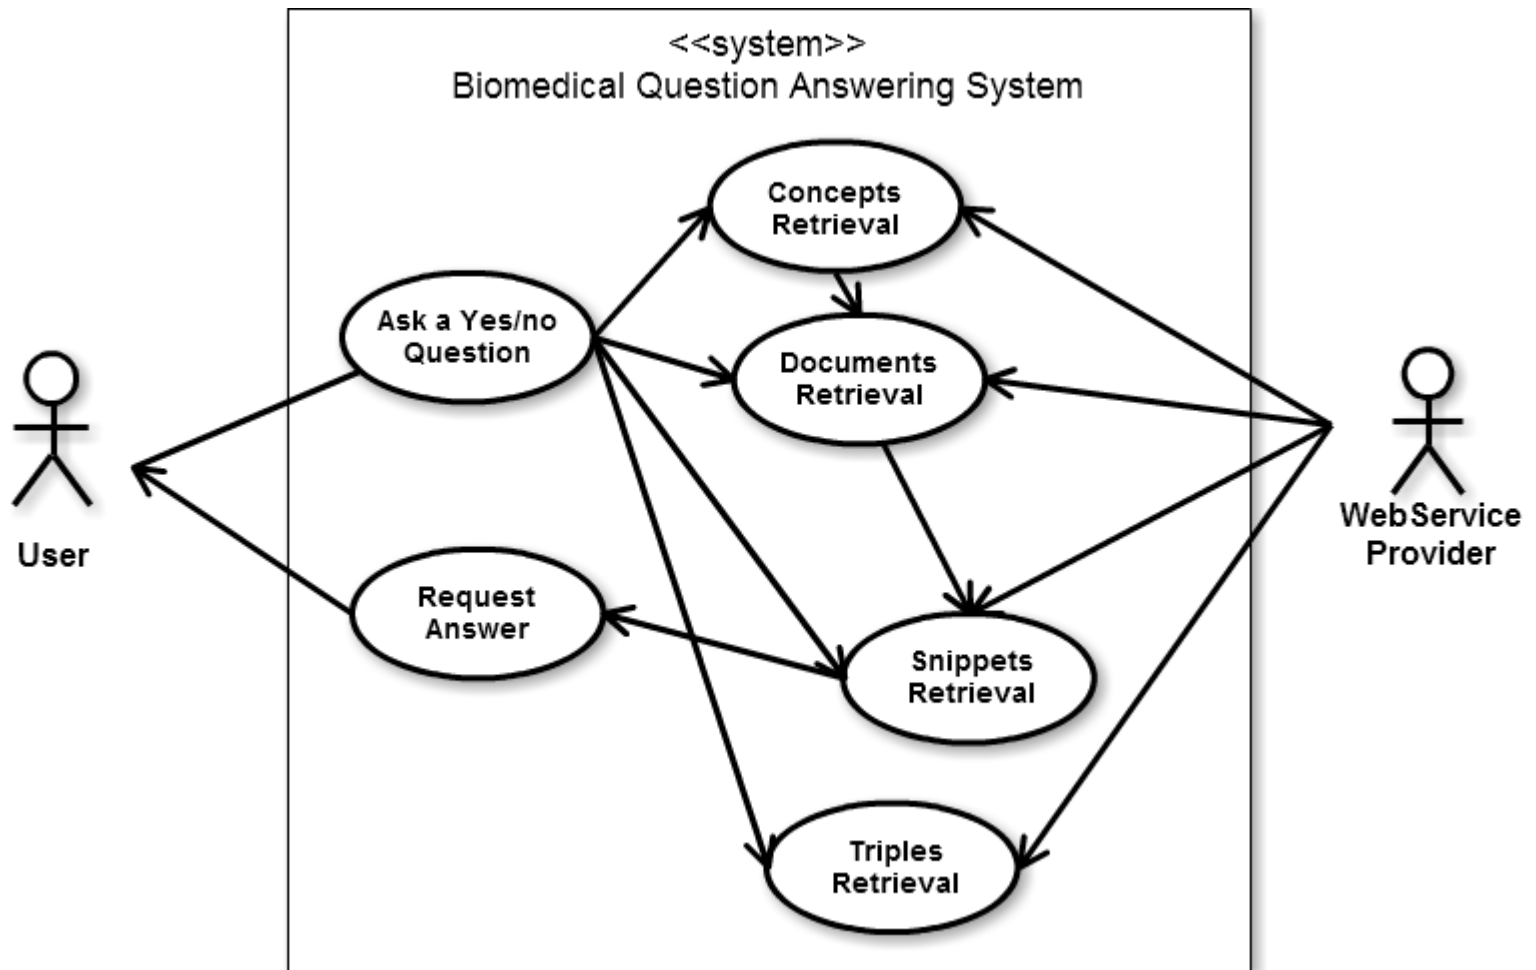 <<system>>
Biomedical Question Answering System
Concepts
Retrieval
Ask a Yes/no
Question
Documents
Retrieval
User
WebService
Provider
Request
Answer
Snippets
Retrieval
Triples
Retrieval